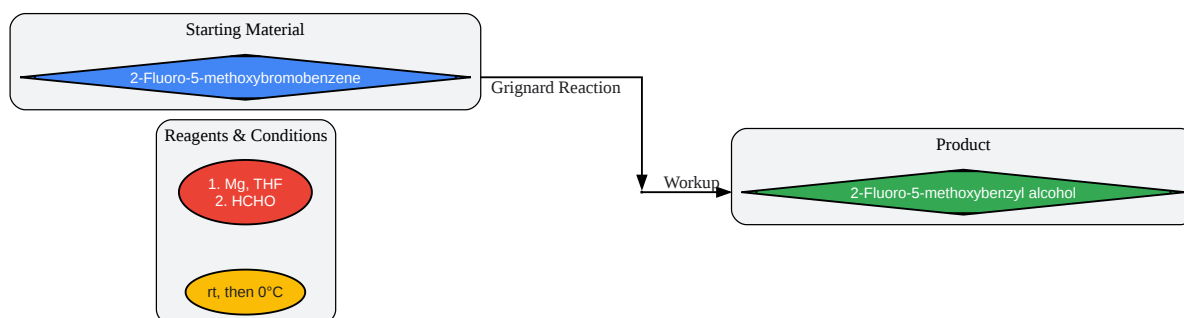 Starting Material
2-Fluoro-5-methoxybromobenzene
Grignard Reaction
Reagents & Conditions
1. Mg, THF
2. HCHO
rt, then 0°C
Workup
Product
2-Fluoro-5-methoxybenzyl alcohol